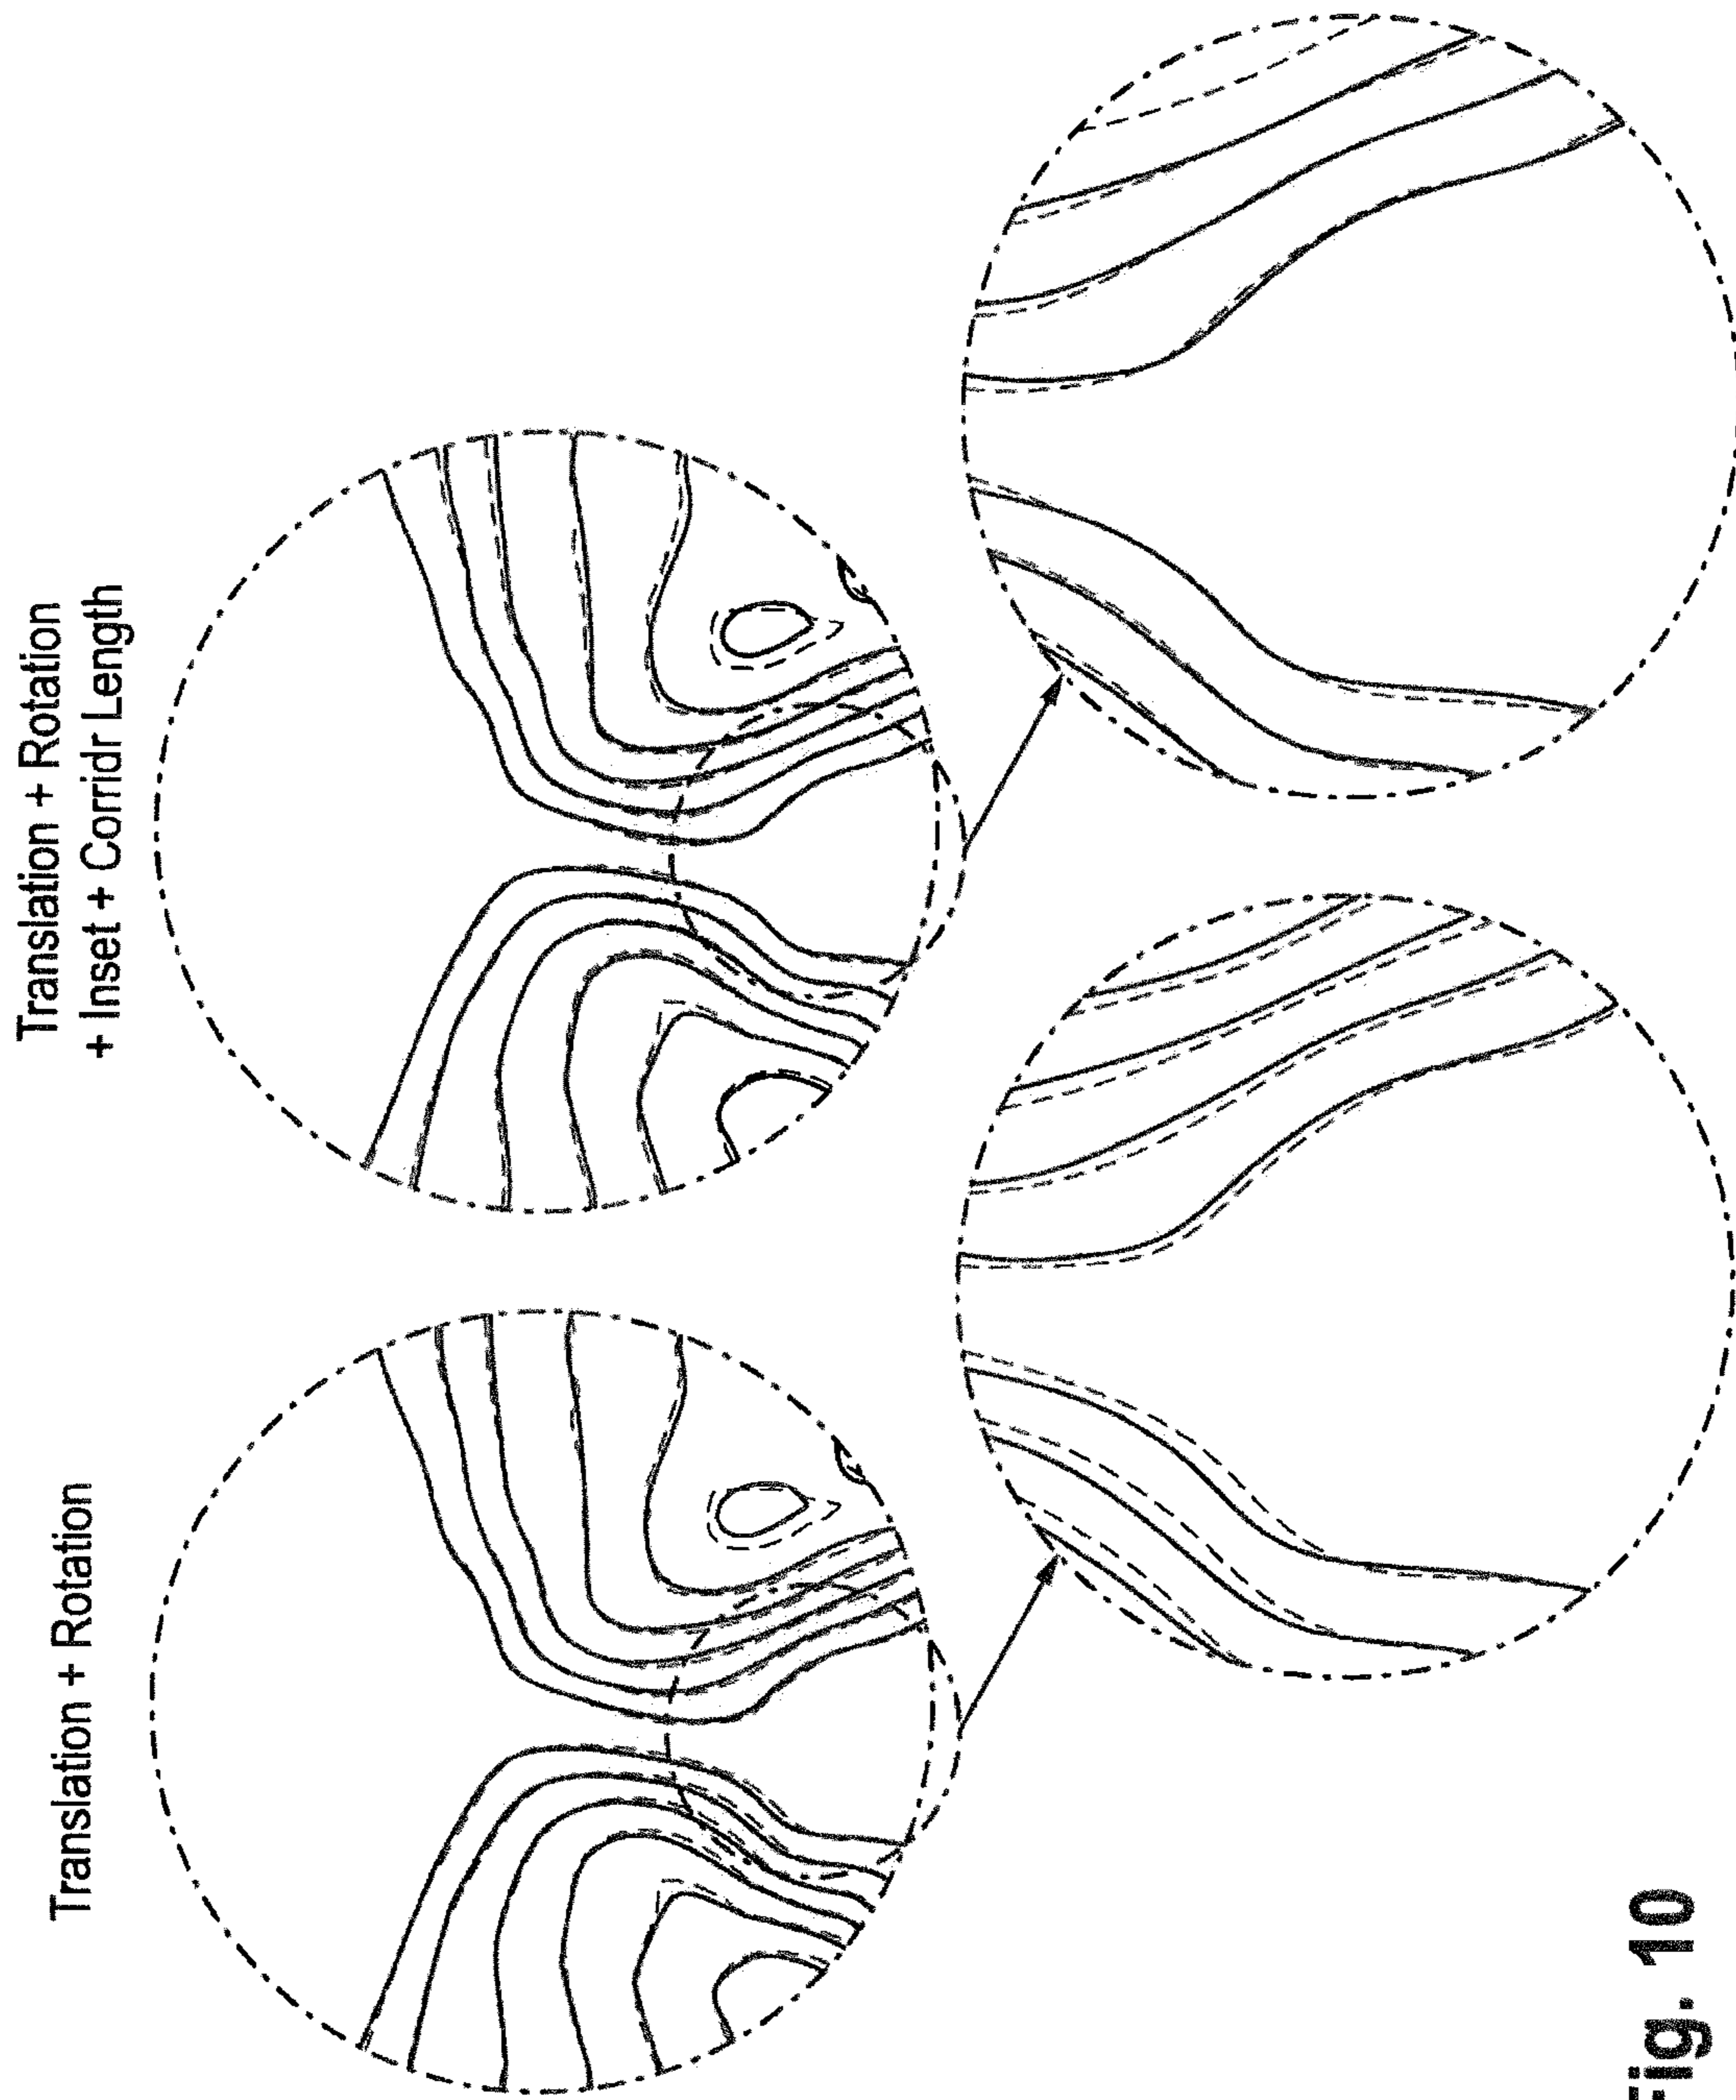 Translation + Rotation
Translation + Rotation
+ Inset + Corridr Length
Fig. 10